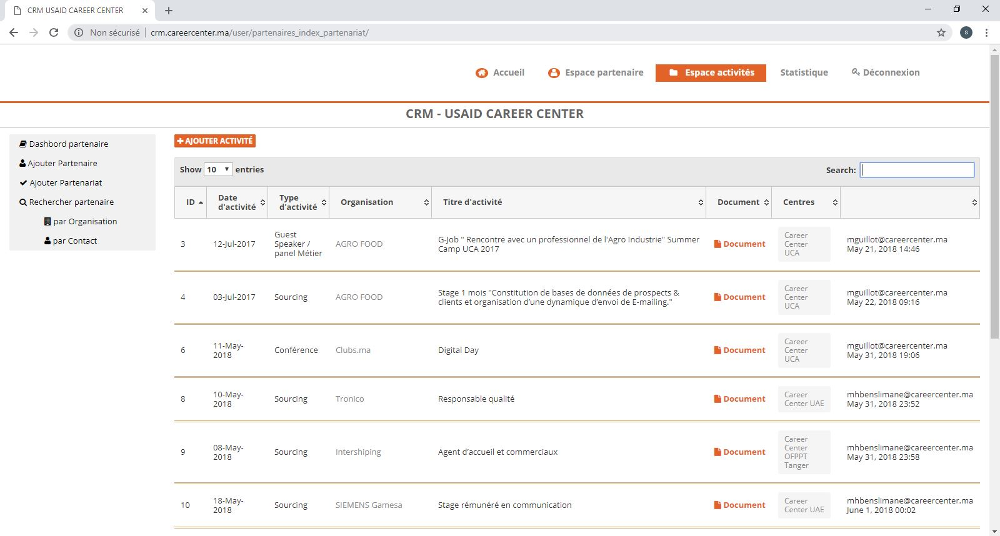 CRM USAID CAREER CENTER
Non sécurisé
crm.careercenter.ma/user/partenaires_index_partenariat/
S
Accueil
Espace partenaire
Espace activités
Statistique
Déconnexion
CRM - USAID CAREER CENTER
Dashbord partenaire
Ajouter Partenaire
Ajouter Partenariat
Rechercher partenaire
par Organisation
par Contact
AJOUTER ACTIVITÉ
Show 10 entries
Search:
ID
Date
d'activité
Type
d'activité
Organisation
Titre d'activité
Document
Centres
3
12-Jul-2017
Guest
Speaker /
panel Métier
AGRO FOOD
G-Job " Rencontre avec un professionnel de l'Agro Industrie" Summer
Camp UCA 2017
Document
Career
Center
UCA
mguillot@careercenter.ma
May 21, 2018 14:46
4
03-Jul-2017
Sourcing
AGRO FOOD
Stage 1 mois "Constitution de bases de données de prospects &
clients et organisation d’une dynamique d’envoi de E-mailing."
Document
Career
Center
UCA
mguillot@careercenter.ma
May 22, 2018 09:16
6
11-May-
2018
Conférence
Clubs.ma
Digital Day
Document
Career
Center
UCA
mguillot@careercenter.ma
May 31, 2018 19:06
8
10-May-
2018
Sourcing
Tronico
Responsable qualité
Document
Career
Center UAE
mhbenslimane@careercenter.ma
May 31, 2018 23:52
9
08-May-
2018
Sourcing
Intershiping
Agent d’accueil et commerciaux
Document
Career
Center
OFPPT
Tanger
mhbenslimane@careercenter.ma
May 31, 2018 23:58
10
18-May-
2018
Sourcing
SIEMENS Gamesa
Stage rémunéré en communication
Document
Career
Center UAE
mhbenslimane@careercenter.ma
June 1, 2018 00:02